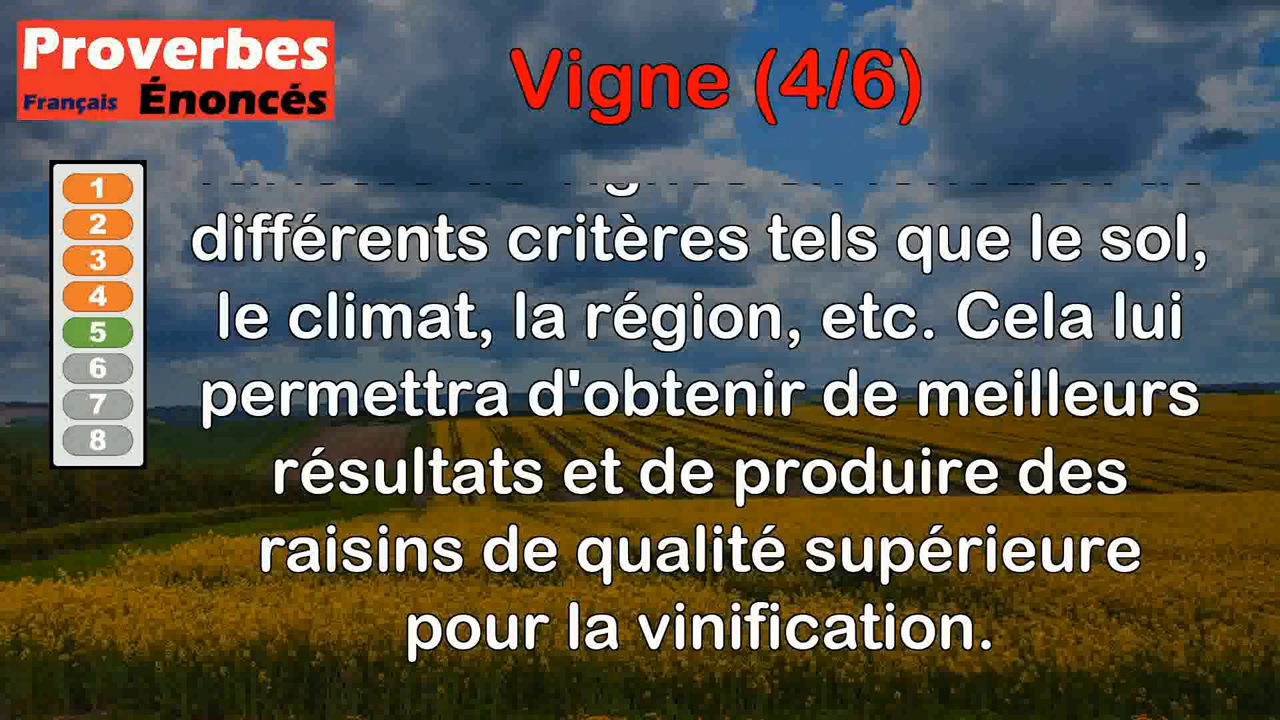 Proverbes
Français Énoncés
Vigne (4/6)
1
2
3
4
5
6
7
8
différents critères tels que le sol,
le climat, la région, etc. Cela lui
permettra d'obtenir de meilleurs
résultats et de produire des
raisins de qualité supérieure
pour la vinification.